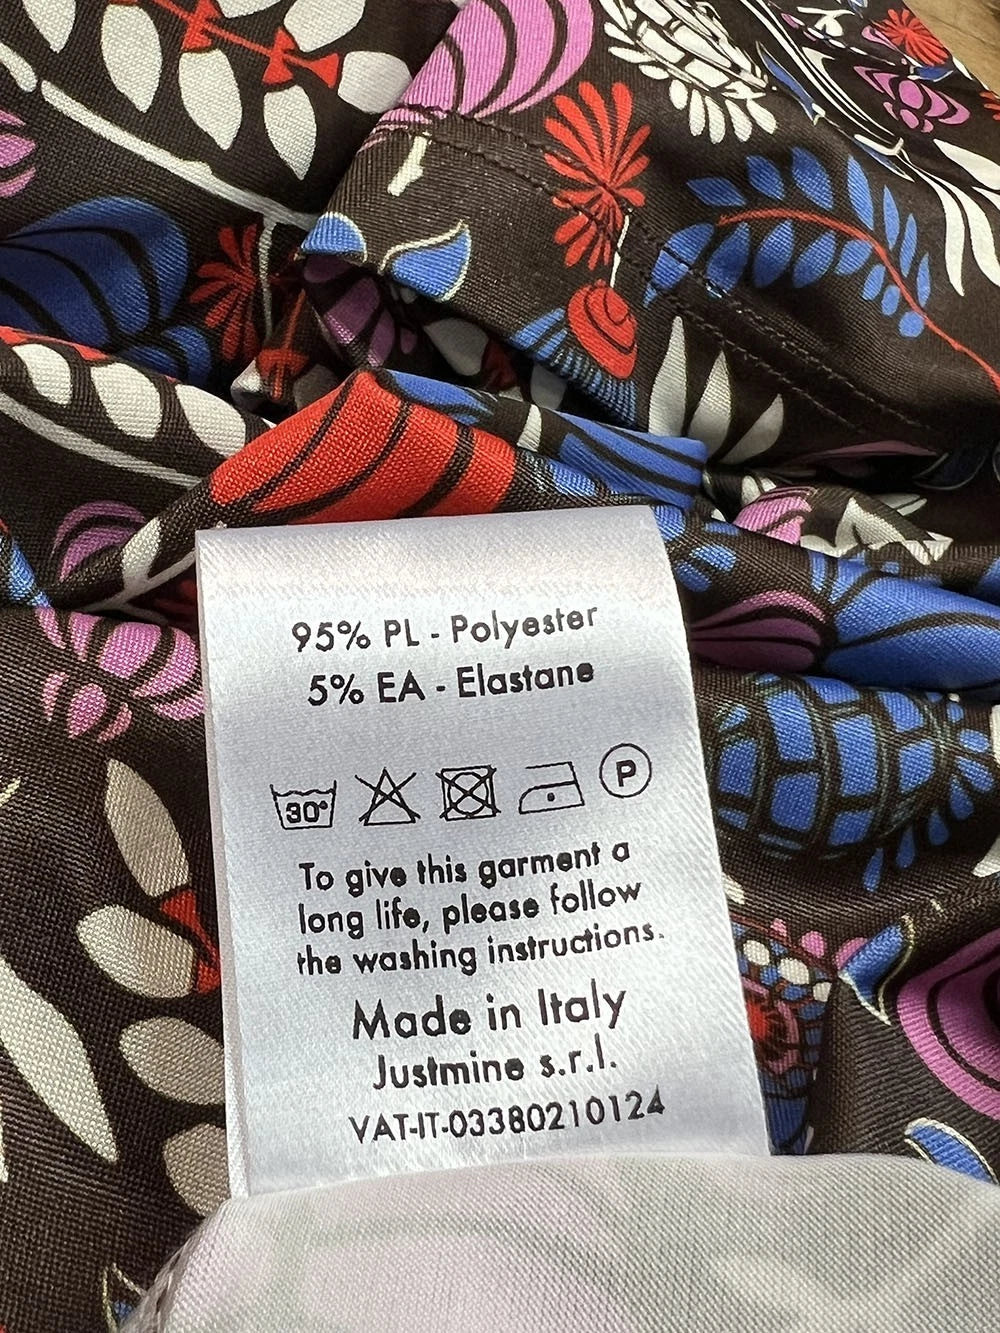 95% PL - Polyester
5% EA - Elastane
30° P
To give this garment a
long life, please follow
the washing instructions.
Made in Italy
Justmine s.r.l.
VAT-IT-03380210124